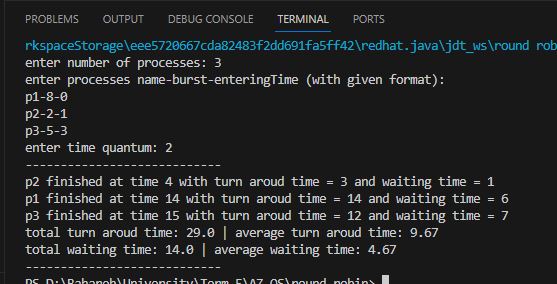 PROBLEMS OUTPUT DEBUG CONSOLE TERMINAL PORTS
rkspaceStorage\eee5720667cda82483f2dd691fa5ff42\redhat.java\jdt_ws\round rob
enter number of processes: 3
enter processes name-burst-enteringTime (with given format):
p1-8-0
p2-2-1
p3-5-3
enter time quantum: 2
----------------------------
p2 finished at time 4 with turn aroud time = 3 and waiting time = 1
p1 finished at time 14 with turn aroud time = 14 and waiting time = 6
p3 finished at time 15 with turn aroud time = 12 and waiting time = 7
total turn aroud time: 29.0 | average turn aroud time: 9.67
total waiting time: 14.0 | average waiting time: 4.67
----------------------------
PS D:\Bahareh\University\Term 5\AZ OS\round robin>